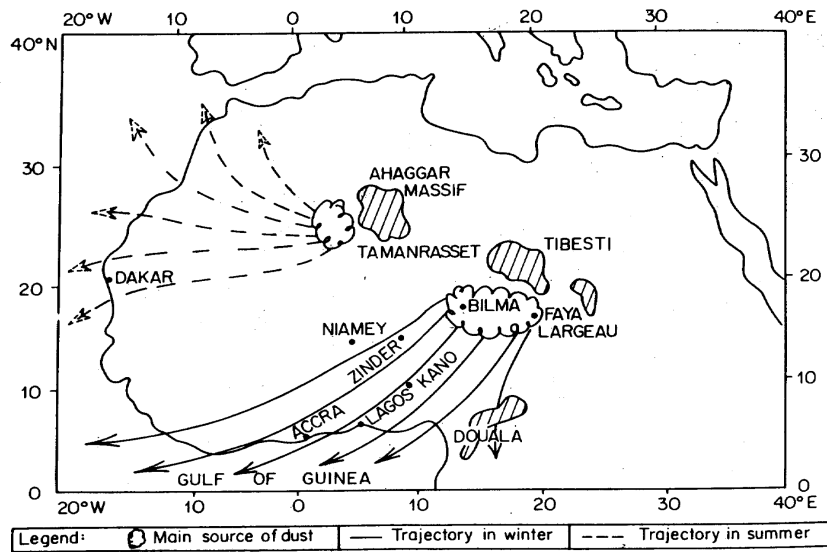 20°W 10 0 10 20 30 40°E
40°N
30 30
AHAGGAR
MASSIF
TAMANRASSET
TIBESTI
DAKAR
20 20
BILMA
FAYA
LARGEAU
NIAMEY
ZINDER
KANO
10 10
ACCRA
LAGOS
DOUALA
GULF OF GUINEA
0 0
20°W 10 0 10 20 30 40°E
Legend: Main source of dust Trajectory in winter Trajectory in summer